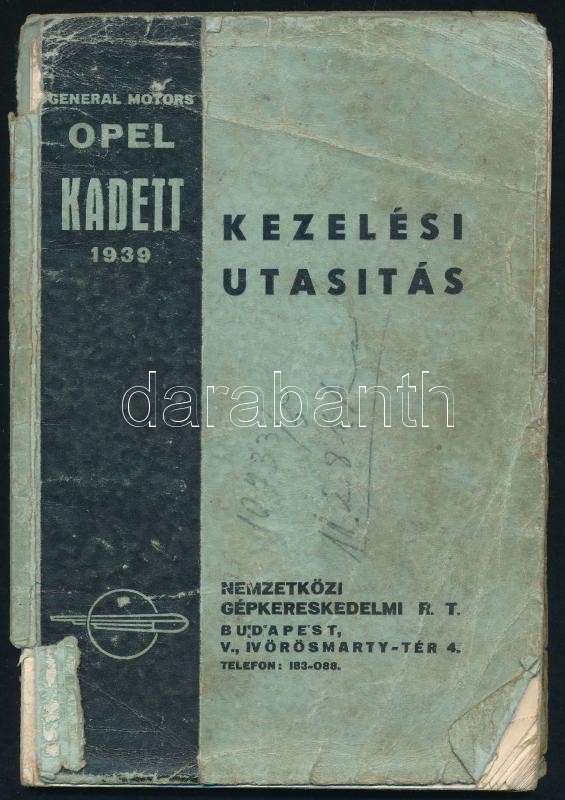 GENERAL MOTORS
OPEL
KADETT
1939
KEZELÉSI
UTASITÁS
darabanth
NEMZETKÖZI
GÉPKERESKEDELMI R. T.
BUDAPEST,
V., VÖRÖSMARTY-TÉR 4.
TELEFON: 183-088.